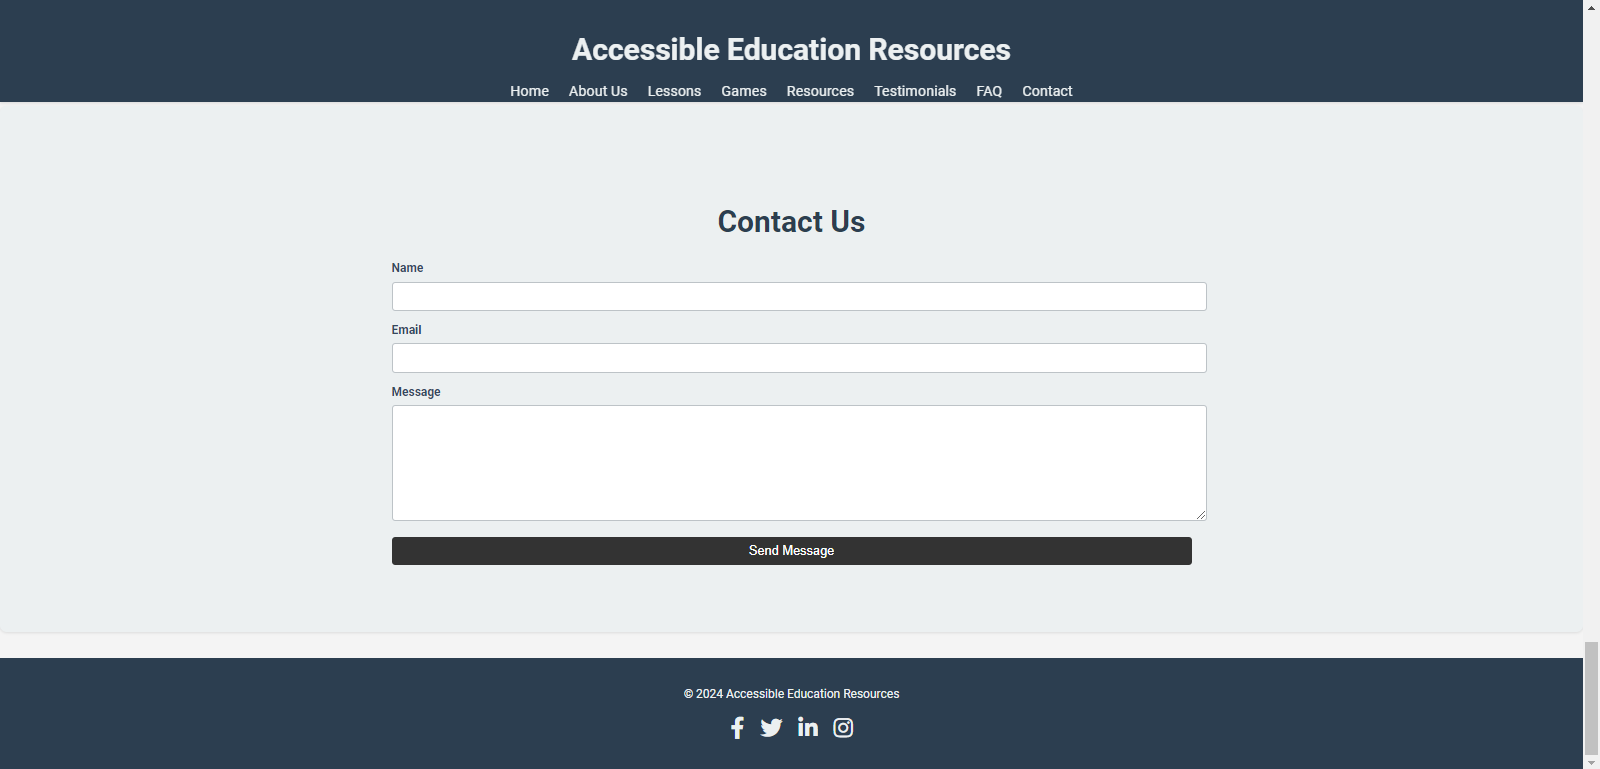 Accessible Education Resources
Home About Us Lessons Games Resources Testimonials FAQ Contact
Contact Us
Name
Email
Message
Send Message
© 2024 Accessible Education Resources